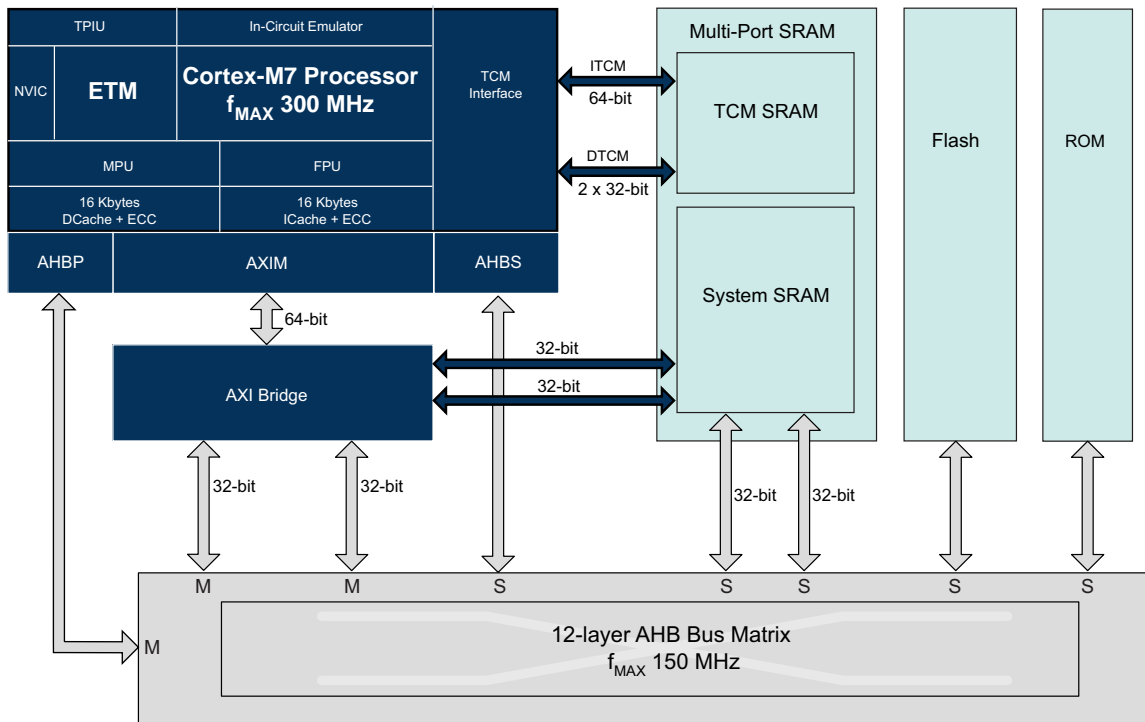 TPIU
In-Circuit Emulator
NVIC
ETM
Cortex-M7 Processor
fMAX 300 MHz
TCM
Interface
MPU
FPU
16 Kbytes
DCache + ECC
16 Kbytes
ICache + ECC
AHBP
AXIM
AHBS
ITCM
64-bit
DTCM
2 x 32-bit
Multi-Port SRAM
TCM SRAM
System SRAM
Flash
ROM
64-bit
AXI Bridge
32-bit
32-bit
32-bit
32-bit
32-bit
32-bit
M
M
S
S
S
S
S
M
12-layer AHB Bus Matrix
fMAX 150 MHz